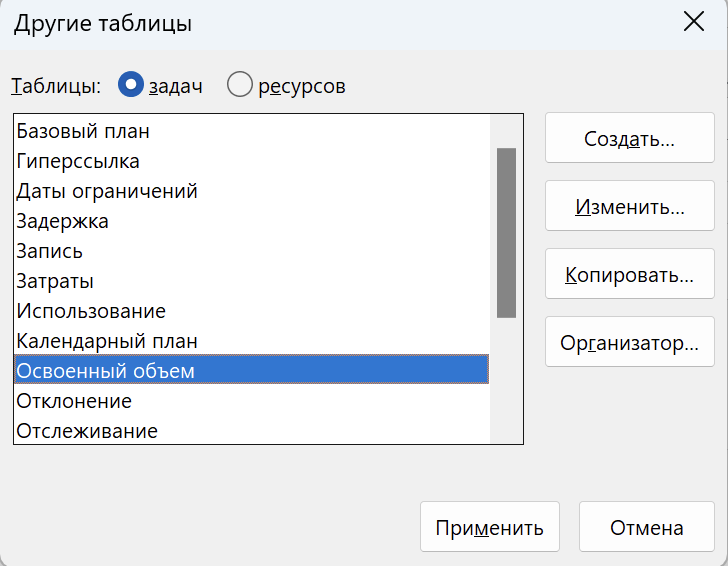 Другие таблицы
Таблицы: задач ресурсов
Базовый план
Гиперссылка
Даты ограничений
Задержка
Запись
Затраты
Использование
Календарный план
Освоенный объем
Отклонение
Отслеживание
Создать...
Изменить...
Копировать...
Организатор...
Применить Отмена